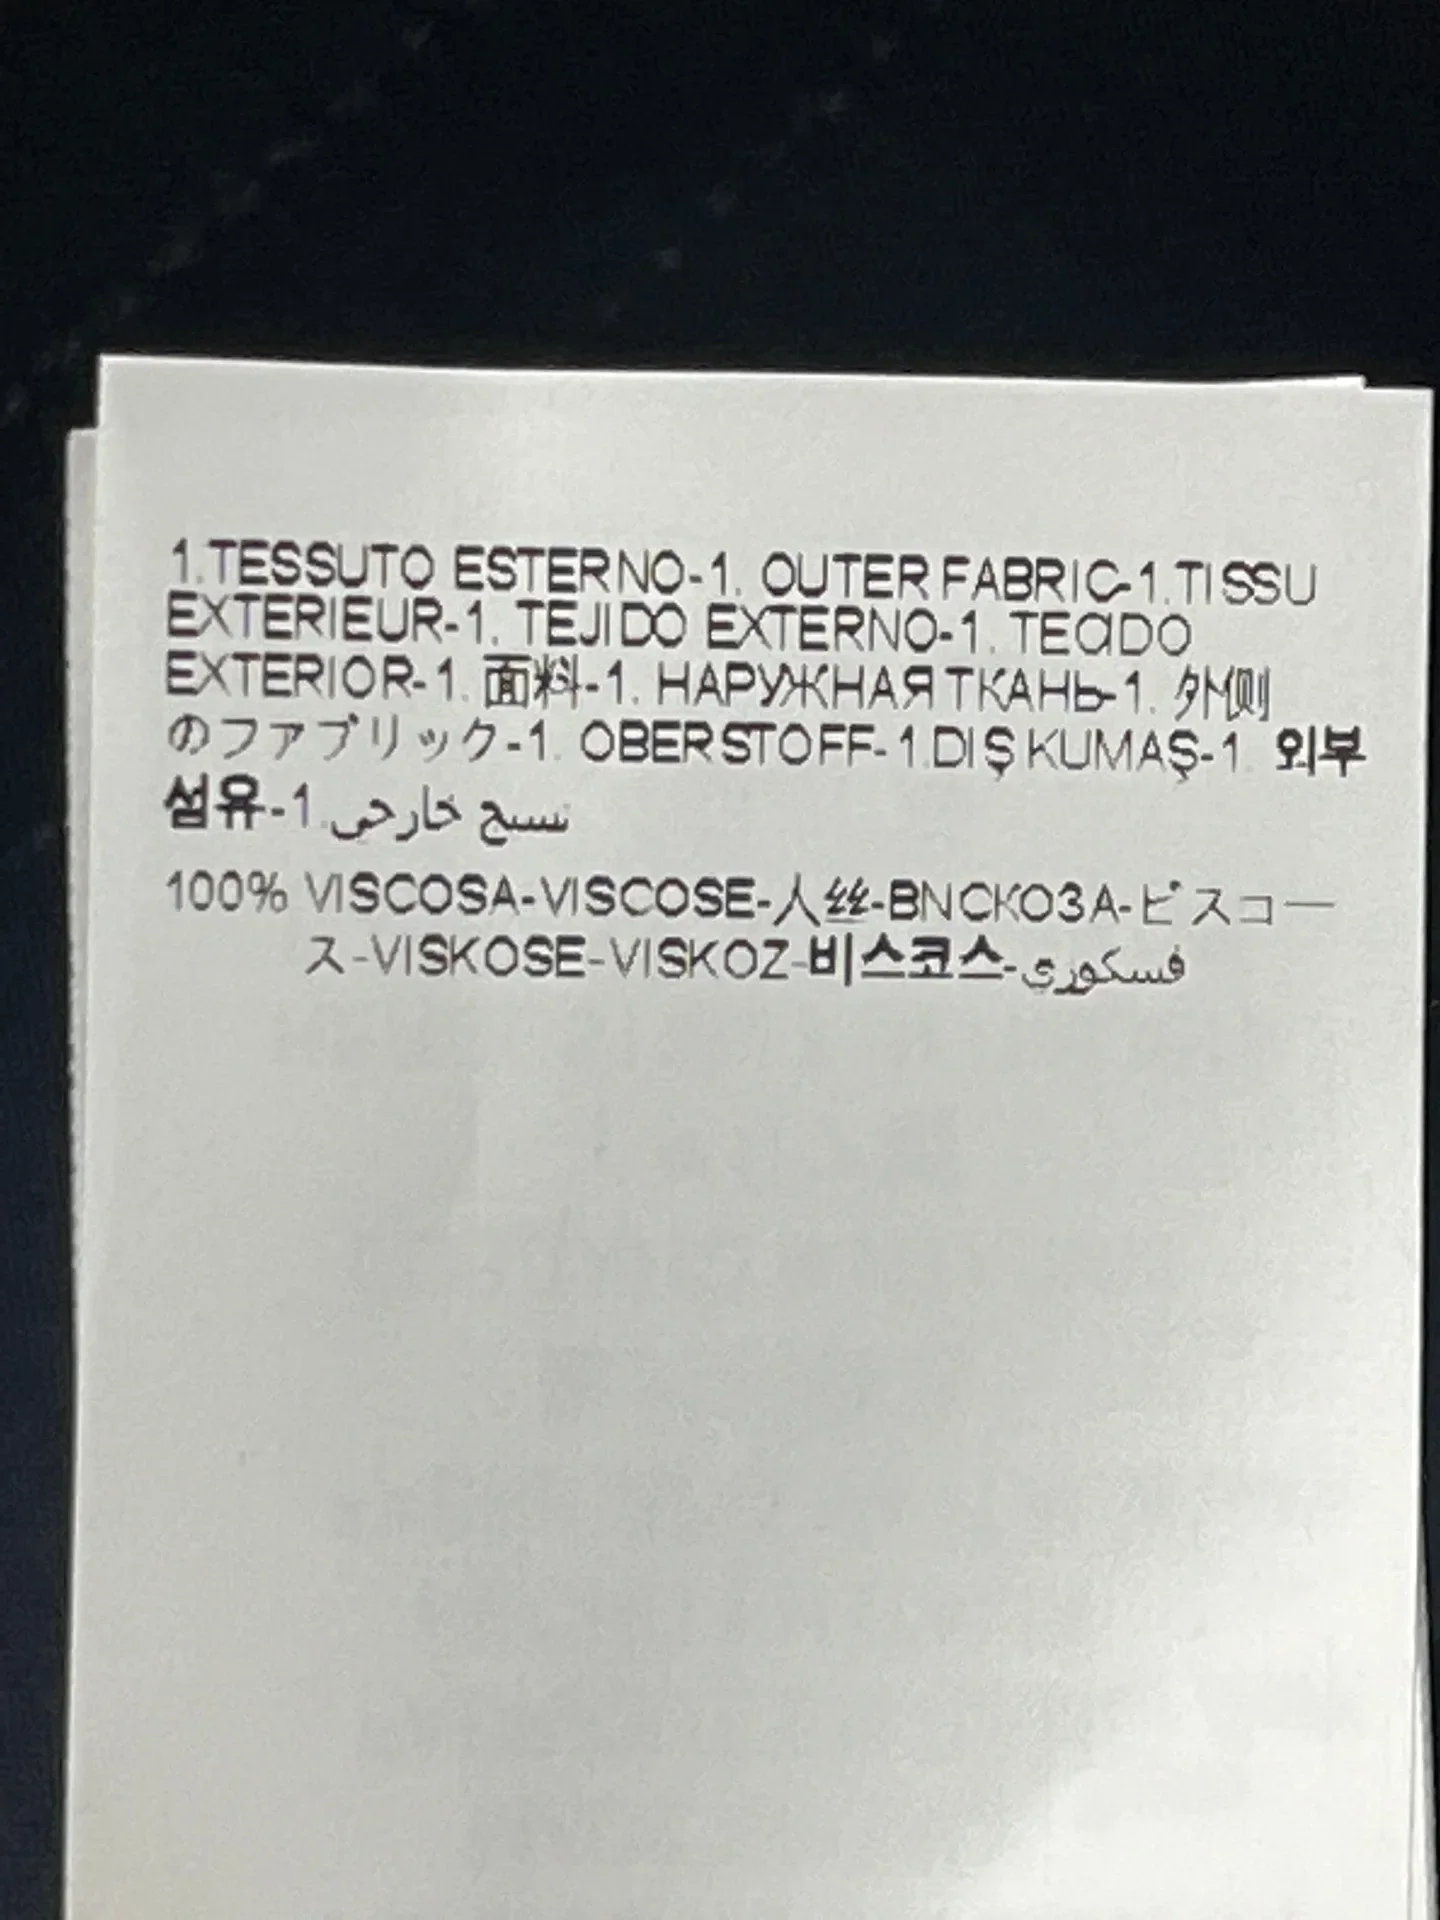 1.TESSUTO ESTERNO-1. OUTER FABRIC-1.TISSU
EXTERIEUR-1. TEJIDO EXTERNO-1. TEαDO
EXTERIOR-1. 面料-1. НАРУЖНАЯ ТКАНЬ-1. 外側
のファブリック-1. OBERSTOFF-1.DIŞ KUMAŞ-1. 외부
섬유-1.نسيج خارجي
100% VISCOSA-VISCOSE-人丝-BNCKO3A-ビスコー
ス-VISKOSE-VISKOZ-비스코스-فسكوري